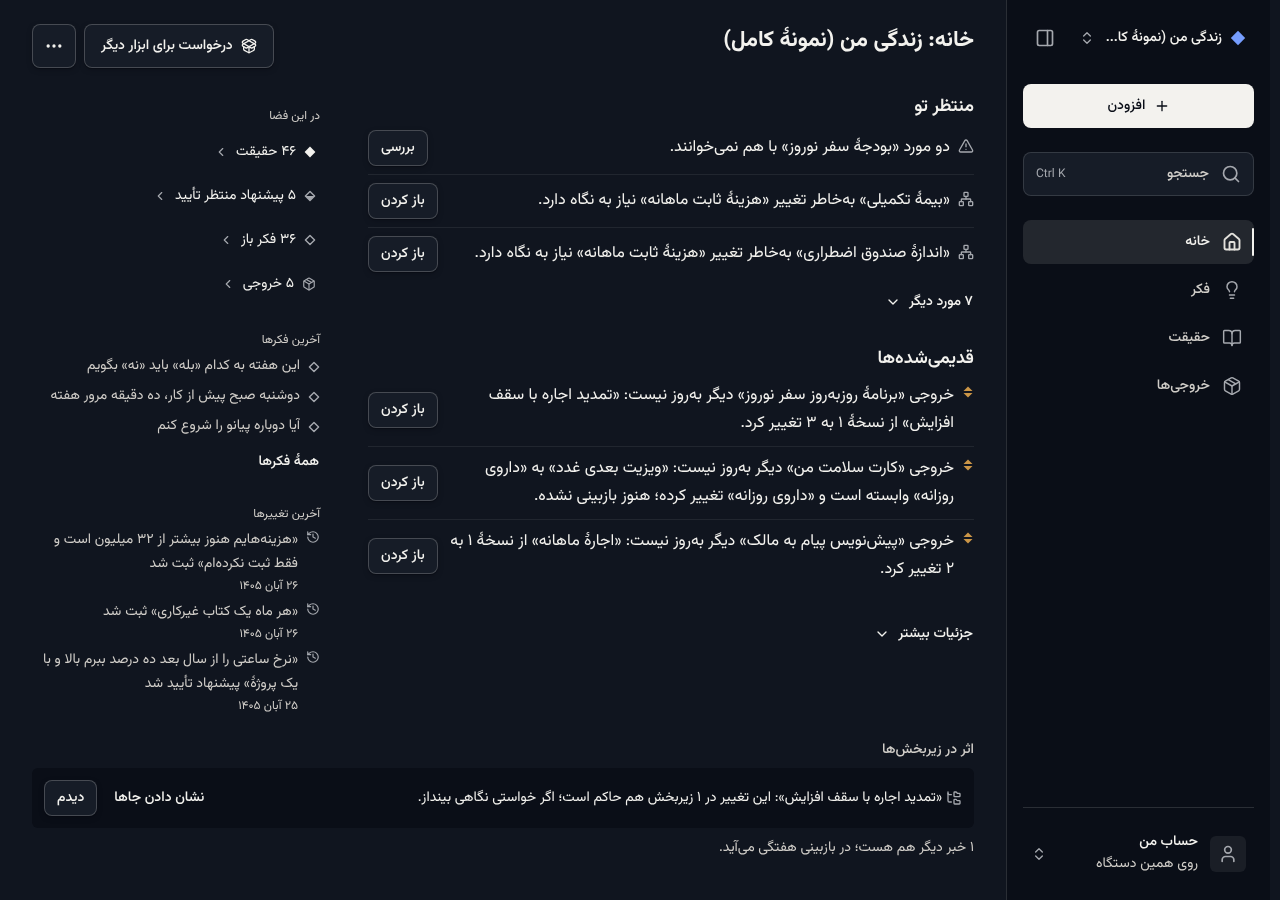 زندگی من (نمونهٔ کا...
افزودن
جستجو
Ctrl K
خانه
فکر
حقیقت
خروجی‌ها
حساب من
روی همین دستگاه
خانه: زندگی من (نمونهٔ کامل)
درخواست برای ابزار دیگر
منتظر تو
دو مورد «بودجهٔ سفر نوروز» با هم نمی‌خوانند.
بررسی
«بیمهٔ تکمیلی» به‌خاطر تغییر «هزینهٔ ثابت ماهانه» نیاز به نگاه دارد.
باز کردن
«اندازهٔ صندوق اضطراری» به‌خاطر تغییر «هزینهٔ ثابت ماهانه» نیاز به نگاه دارد.
باز کردن
۷ مورد دیگر
قدیمی‌شده‌ها
خروجی «برنامهٔ روزبه‌روز سفر نوروز» دیگر به‌روز نیست: «تمدید اجاره با سقف
افزایش» از نسخهٔ ۱ به ۳ تغییر کرد.
باز کردن
خروجی «کارت سلامت من» دیگر به‌روز نیست: «ویزیت بعدی غدد» به «داروی
روزانه» وابسته است و «داروی روزانه» تغییر کرده؛ هنوز بازبینی نشده.
باز کردن
خروجی «پیش‌نویس پیام به مالک» دیگر به‌روز نیست: «اجارهٔ ماهانه» از نسخهٔ ۱ به
۲ تغییر کرد.
باز کردن
جزئیات بیشتر
در این فضا
۴۶ حقیقت
۵ پیشنهاد منتظر تأیید
۳۶ فکر باز
۵ خروجی
آخرین فکرها
این هفته به کدام «بله» باید «نه» بگویم
دوشنبه صبح پیش از کار، ده دقیقه مرور هفته
آیا دوباره پیانو را شروع کنم
همهٔ فکرها
آخرین تغییرها
«هزینه‌هایم هنوز بیشتر از ۳۲ میلیون است و
فقط ثبت نکرده‌ام» ثبت شد
۲۶ آبان ۱۴۰۵
«هر ماه یک کتاب غیرکاری» ثبت شد
۲۶ آبان ۱۴۰۵
«نرخ ساعتی را از سال بعد ده درصد ببرم بالا و با
یک پروژهٔ» پیشنهاد تأیید شد
۲۵ آبان ۱۴۰۵
اثر در زیربخش‌ها
«تمدید اجاره با سقف افزایش»: این تغییر در ۱ زیربخش هم حاکم است؛ اگر خواستی نگاهی بینداز.
نشان دادن جاها
دیدم
۱ خبر دیگر هم هست؛ در بازبینی هفتگی می‌آید.